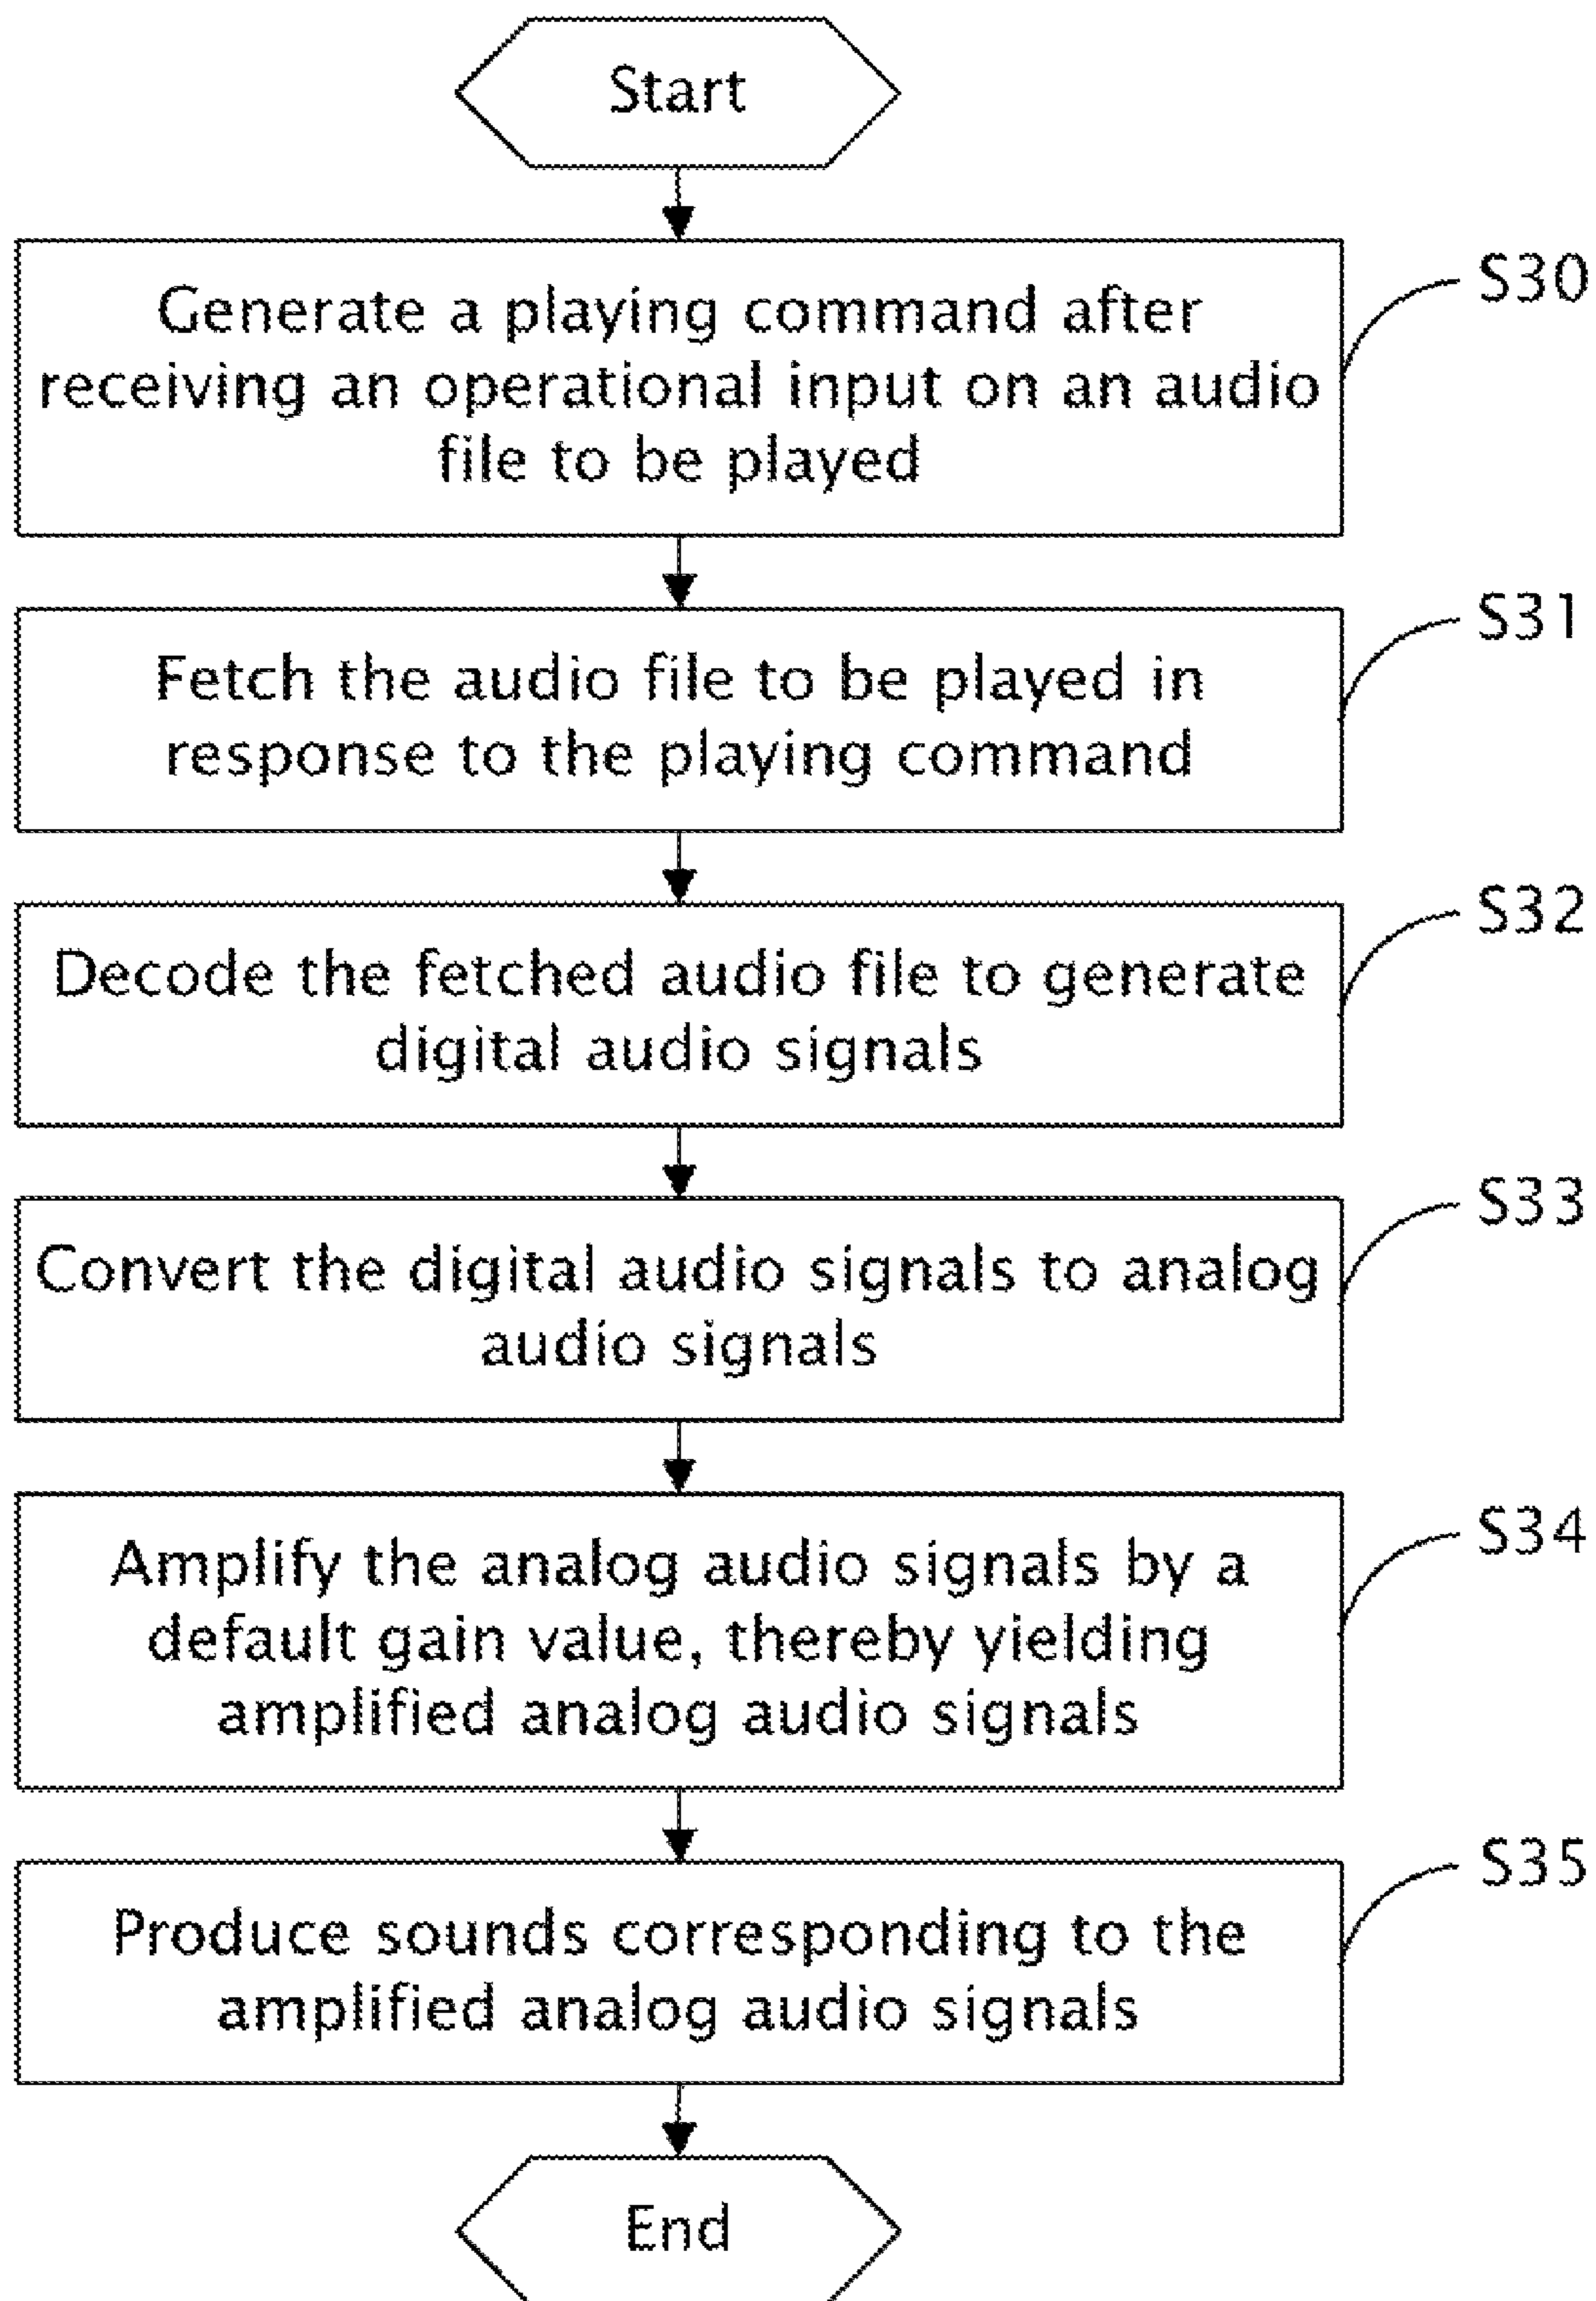 Start
Generate a playing command after
receiving an operational input on an audio
file to be played
S30
Fetch the audio file to be played in
response to the playing command
S31
Decode the fetched audio file to generate
digital audio signals
S32
Convert the digital audio signals to analog
audio signals
S33
Amplify the analog audio signals by a
default gain value, thereby yielding
amplified analog audio signals
S34
Produce sounds corresponding to the
amplified analog audio signals
S35
End